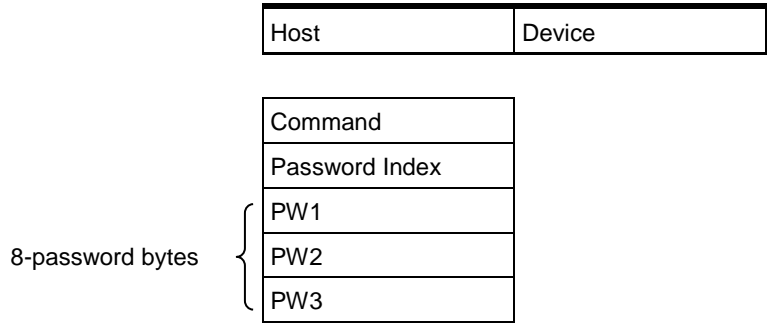 Host Device
Command
Password Index
PW1
8-password bytes PW2
PW3